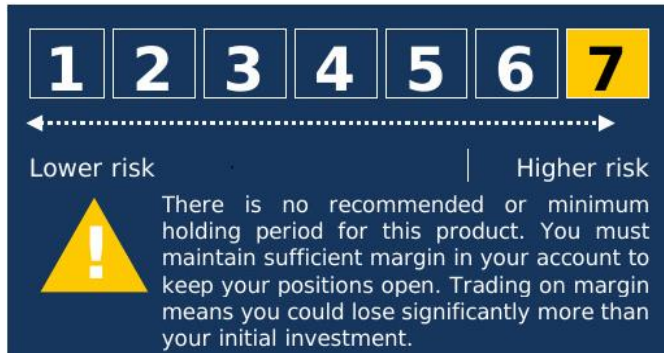 1 2 3 4 5 6 7
Lower risk Higher risk
! There is no recommended or minimum
holding period for this product. You must
maintain sufficient margin in your account to
keep your positions open. Trading on margin
means you could lose significantly more than
your initial investment.